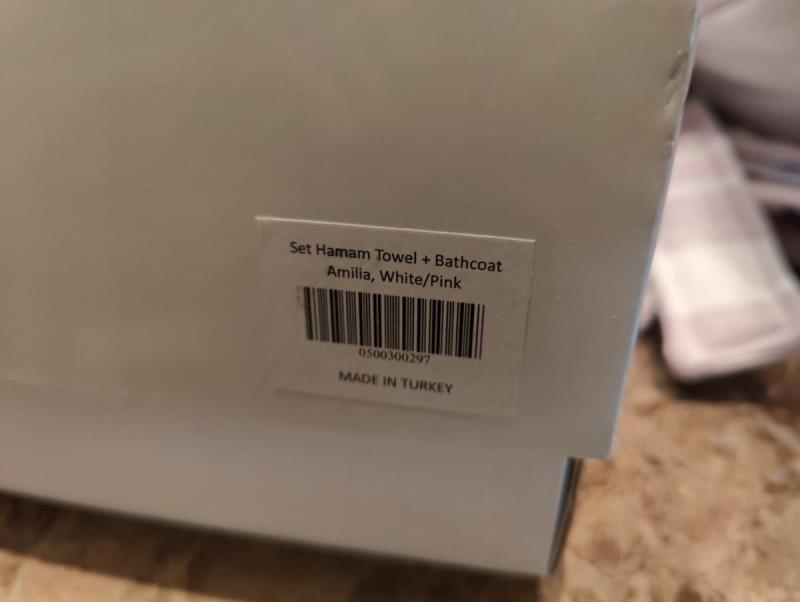 Set Hamam Towel + Bathcoat
Amilia, White/Pink
0500300297
MADE IN TURKEY